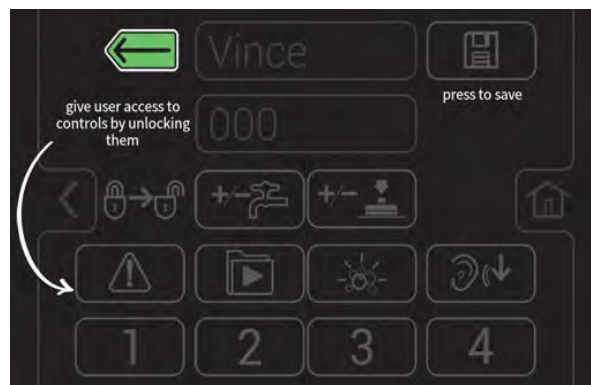 Vince
press to save
give user access to
controls by unlocking
them
000
+/- +/-
1 2 3 4